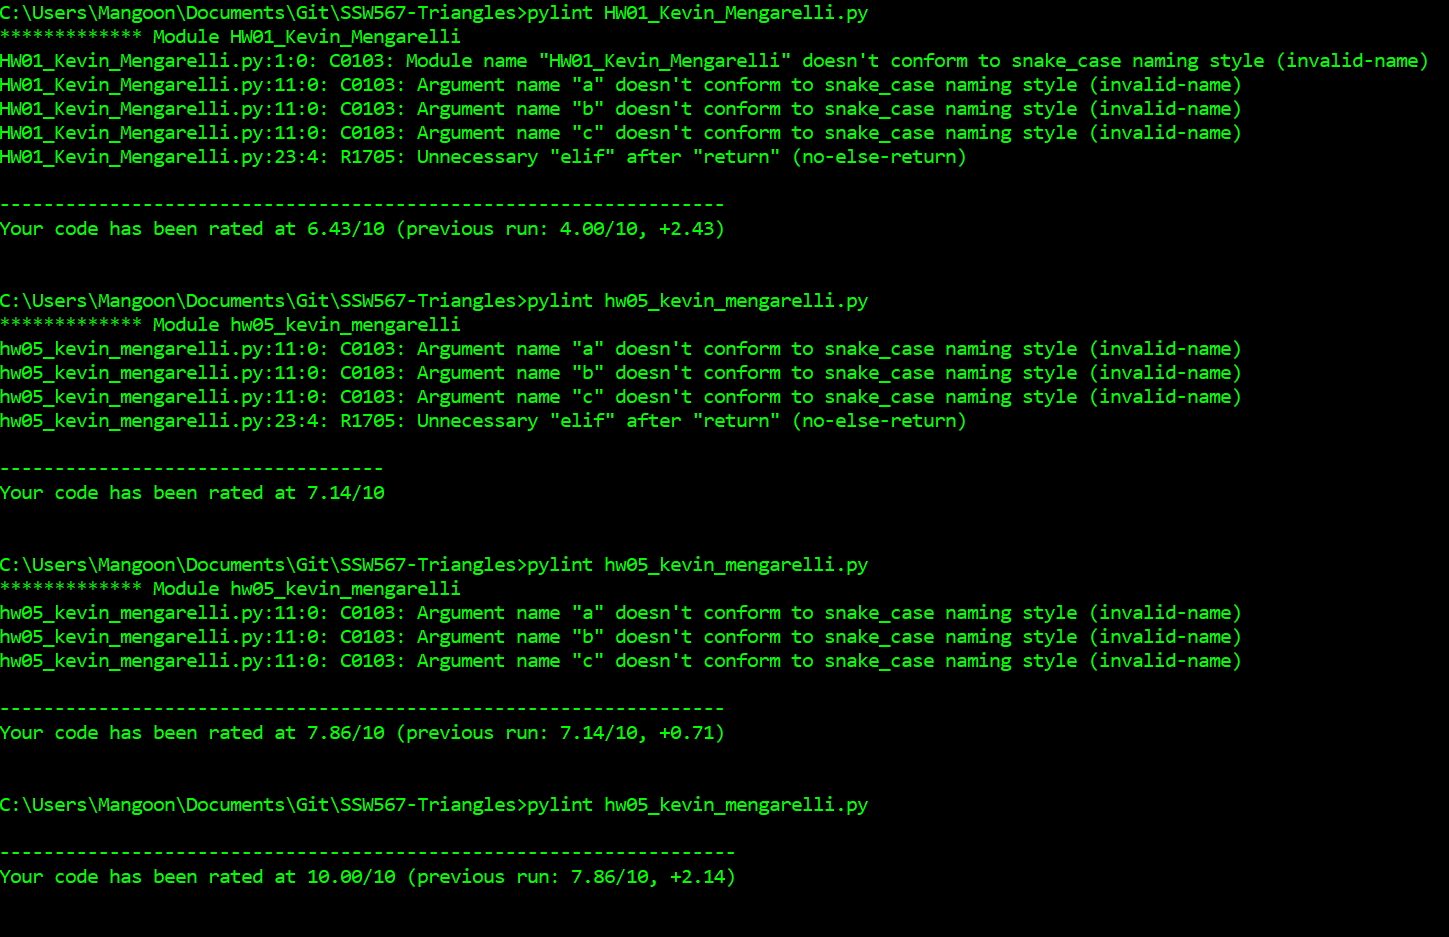 C:\Users\Mangoon\Documents\Git\SSW567-Triangles>pylint HW01_Kevin_Mengarelli.py
************* Module HW01_Kevin_Mengarelli
HW01_Kevin_Mengarelli.py:1:0: C0103: Module name "HW01_Kevin_Mengarelli" doesn't conform to snake_case naming style (invalid-name)
HW01_Kevin_Mengarelli.py:11:0: C0103: Argument name "a" doesn't conform to snake_case naming style (invalid-name)
HW01_Kevin_Mengarelli.py:11:0: C0103: Argument name "b" doesn't conform to snake_case naming style (invalid-name)
HW01_Kevin_Mengarelli.py:11:0: C0103: Argument name "c" doesn't conform to snake_case naming style (invalid-name)
HW01_Kevin_Mengarelli.py:23:4: R1705: Unnecessary "elif" after "return" (no-else-return)
------------------------------------------------------------------
Your code has been rated at 6.43/10 (previous run: 4.00/10, +2.43)
C:\Users\Mangoon\Documents\Git\SSW567-Triangles>pylint hw05_kevin_mengarelli.py
************* Module hw05_kevin_mengarelli
hw05_kevin_mengarelli.py:11:0: C0103: Argument name "a" doesn't conform to snake_case naming style (invalid-name)
hw05_kevin_mengarelli.py:11:0: C0103: Argument name "b" doesn't conform to snake_case naming style (invalid-name)
hw05_kevin_mengarelli.py:11:0: C0103: Argument name "c" doesn't conform to snake_case naming style (invalid-name)
hw05_kevin_mengarelli.py:23:4: R1705: Unnecessary "elif" after "return" (no-else-return)
-----------------------------------
Your code has been rated at 7.14/10
C:\Users\Mangoon\Documents\Git\SSW567-Triangles>pylint hw05_kevin_mengarelli.py
************* Module hw05_kevin_mengarelli
hw05_kevin_mengarelli.py:11:0: C0103: Argument name "a" doesn't conform to snake_case naming style (invalid-name)
hw05_kevin_mengarelli.py:11:0: C0103: Argument name "b" doesn't conform to snake_case naming style (invalid-name)
hw05_kevin_mengarelli.py:11:0: C0103: Argument name "c" doesn't conform to snake_case naming style (invalid-name)
------------------------------------------------------------------
Your code has been rated at 7.86/10 (previous run: 7.14/10, +0.71)
C:\Users\Mangoon\Documents\Git\SSW567-Triangles>pylint hw05_kevin_mengarelli.py
-------------------------------------------------------------------
Your code has been rated at 10.00/10 (previous run: 7.86/10, +2.14)